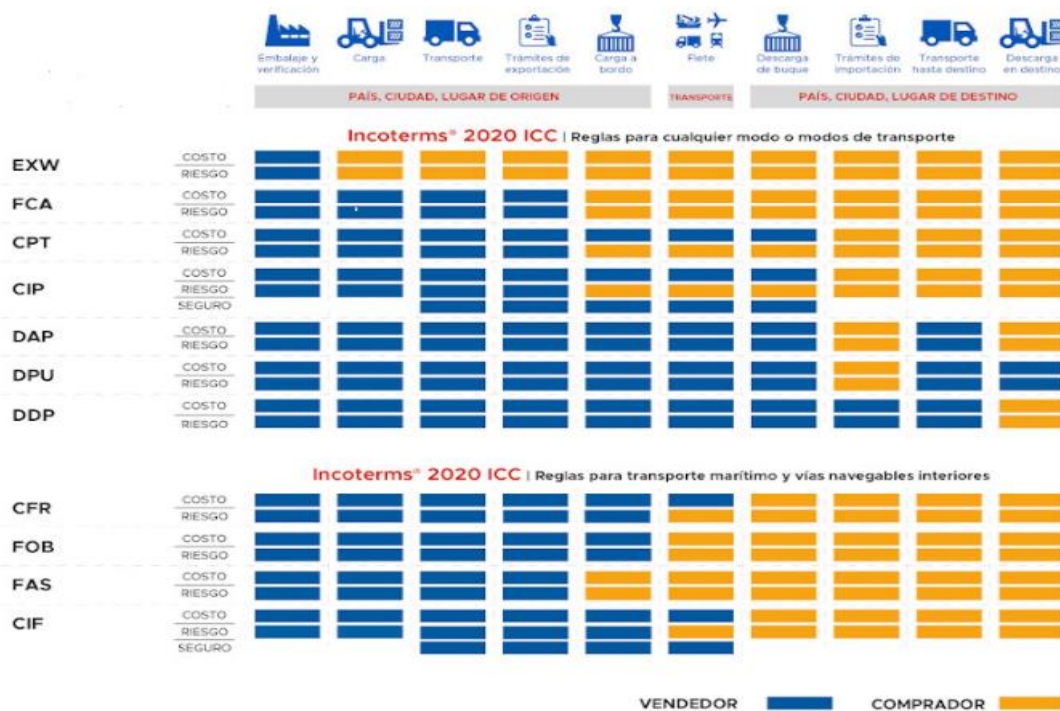 Embalaje y verificación
Carga
Transporte
Trámites de exportación
Carga a bordo
Flete
Descarga de buque
Trámites de importación
Transporte hasta destino
Descarga en destino
PAÍS, CIUDAD, LUGAR DE ORIGEN
TRANSPORTE
PAÍS, CIUDAD, LUGAR DE DESTINO
Incoterms® 2020 ICC | Reglas para cualquier modo o modos de transporte
EXW
COSTO
RIESGO
FCA
COSTO
RIESGO
CPT
COSTO
RIESGO
CIP
COSTO
RIESGO
SEGURO
DAP
COSTO
RIESGO
DPU
COSTO
RIESGO
DDP
COSTO
RIESGO
Incoterms® 2020 ICC | Reglas para transporte marítimo y vías navegables interiores
CFR
COSTO
RIESGO
FOB
COSTO
RIESGO
FAS
COSTO
RIESGO
CIF
COSTO
RIESGO
SEGURO
VENDEDOR
COMPRADOR